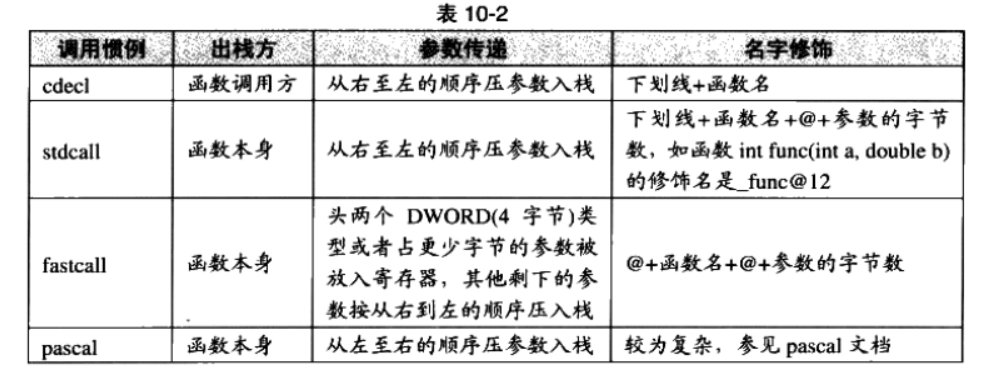 表 10-2
调用惯例 出栈方 参数传递 名字修饰
cdecl 函数调用方 从右至左的顺序压参数入栈 下划线+函数名
stdcall 函数本身 从右至左的顺序压参数入栈 下划线+函数名+@+参数的字节
数，如函数 int func(int a, double b)
的修饰名是_func@12
fastcall 函数本身 头两个 DWORD(4 字节)类
型或者占更少字节的参数被
放入寄存器，其他剩下的参
数按从右到左的顺序压入栈
@+函数名+@+参数的字节数
pascal 函数本身 从左至右的顺序压参数入栈 较为复杂，参见 pascal 文档